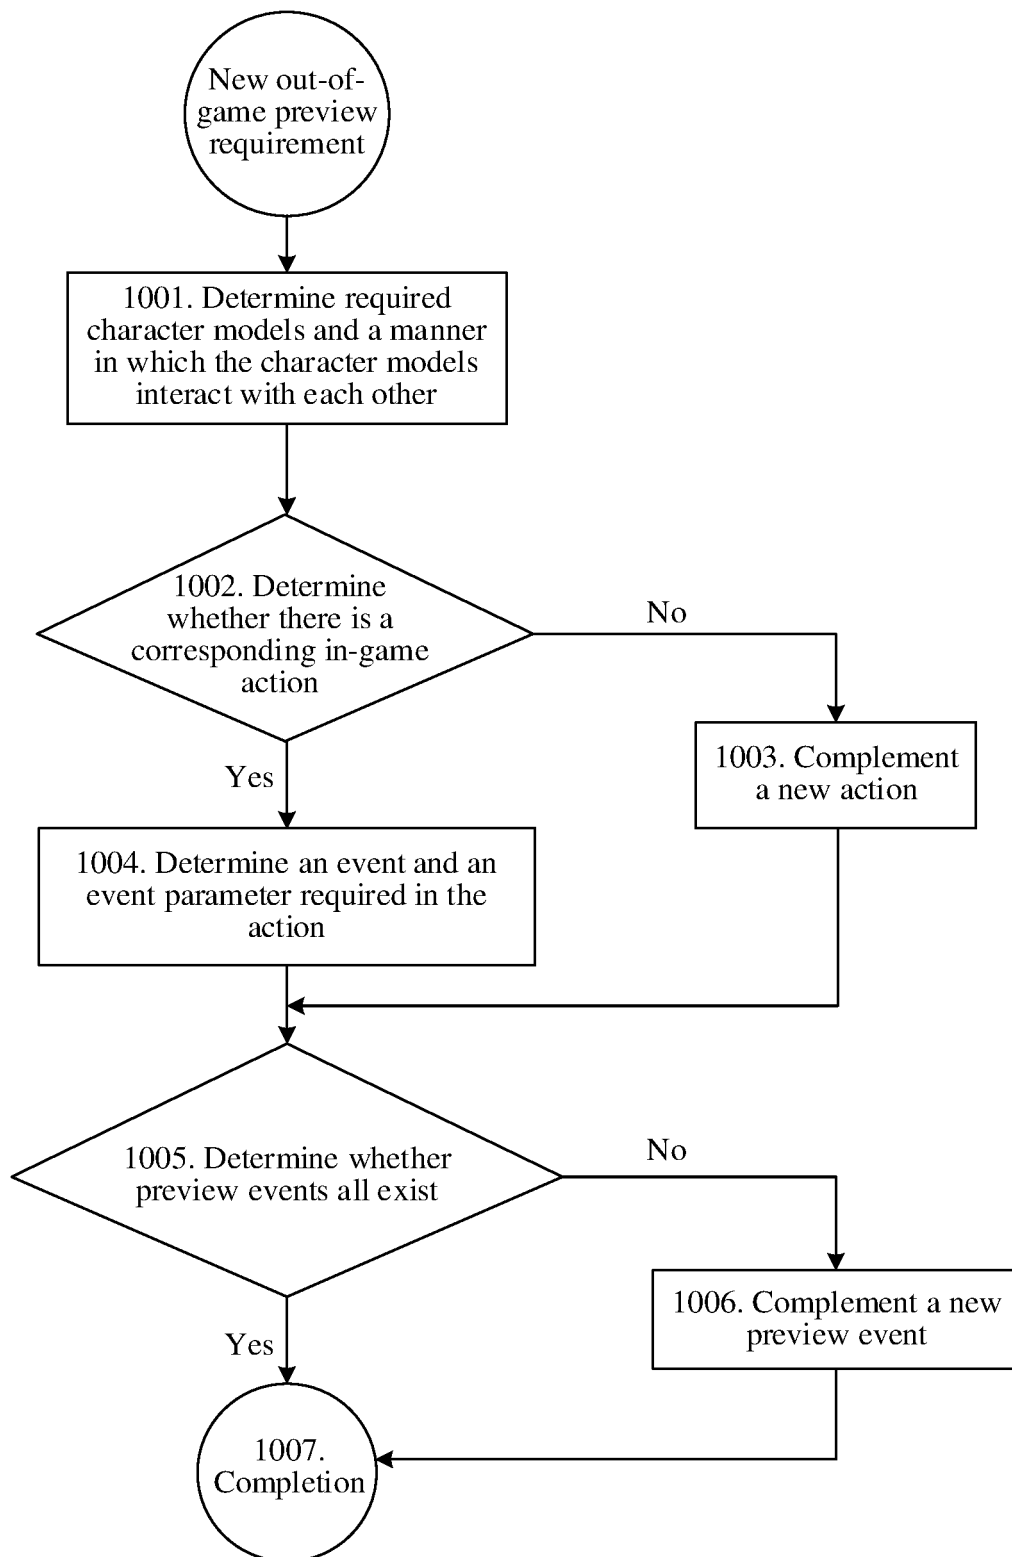 New out-of-
game preview
requirement
1001. Determine required
character models and a manner
in which the character models
interact with each other
1002. Determine
whether there is a
corresponding in-game
action
No
Yes
1003. Complement
a new action
1004. Determine an event and an
event parameter required in the
action
1005. Determine whether
preview events all exist
No
Yes
1006. Complement a new
preview event
1007.
Completion